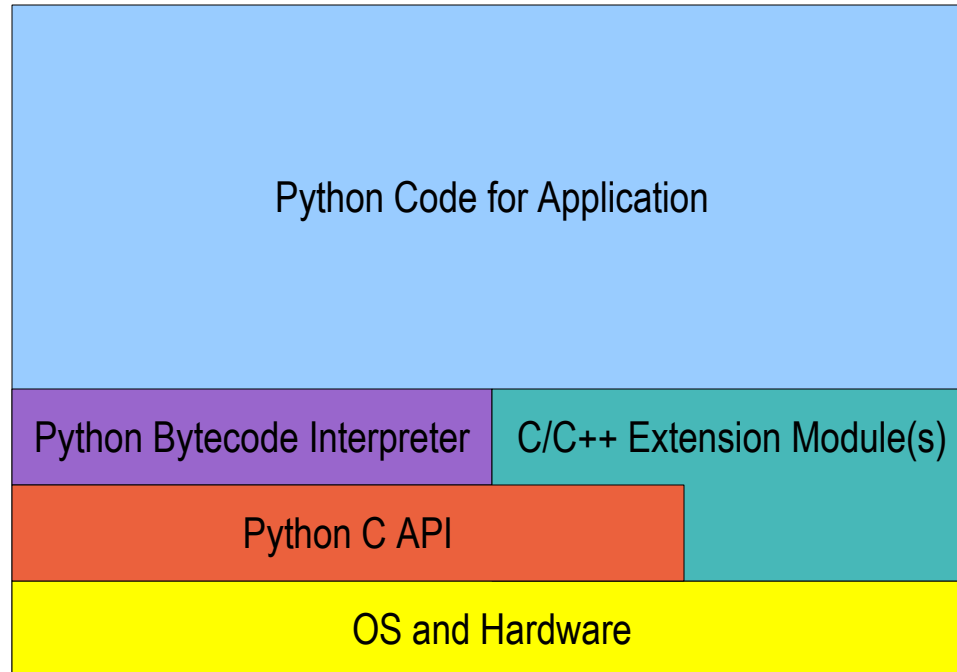 Python Code for Application
Python Bytecode Interpreter
C/C++ Extension Module(s)
Python C API
OS and Hardware